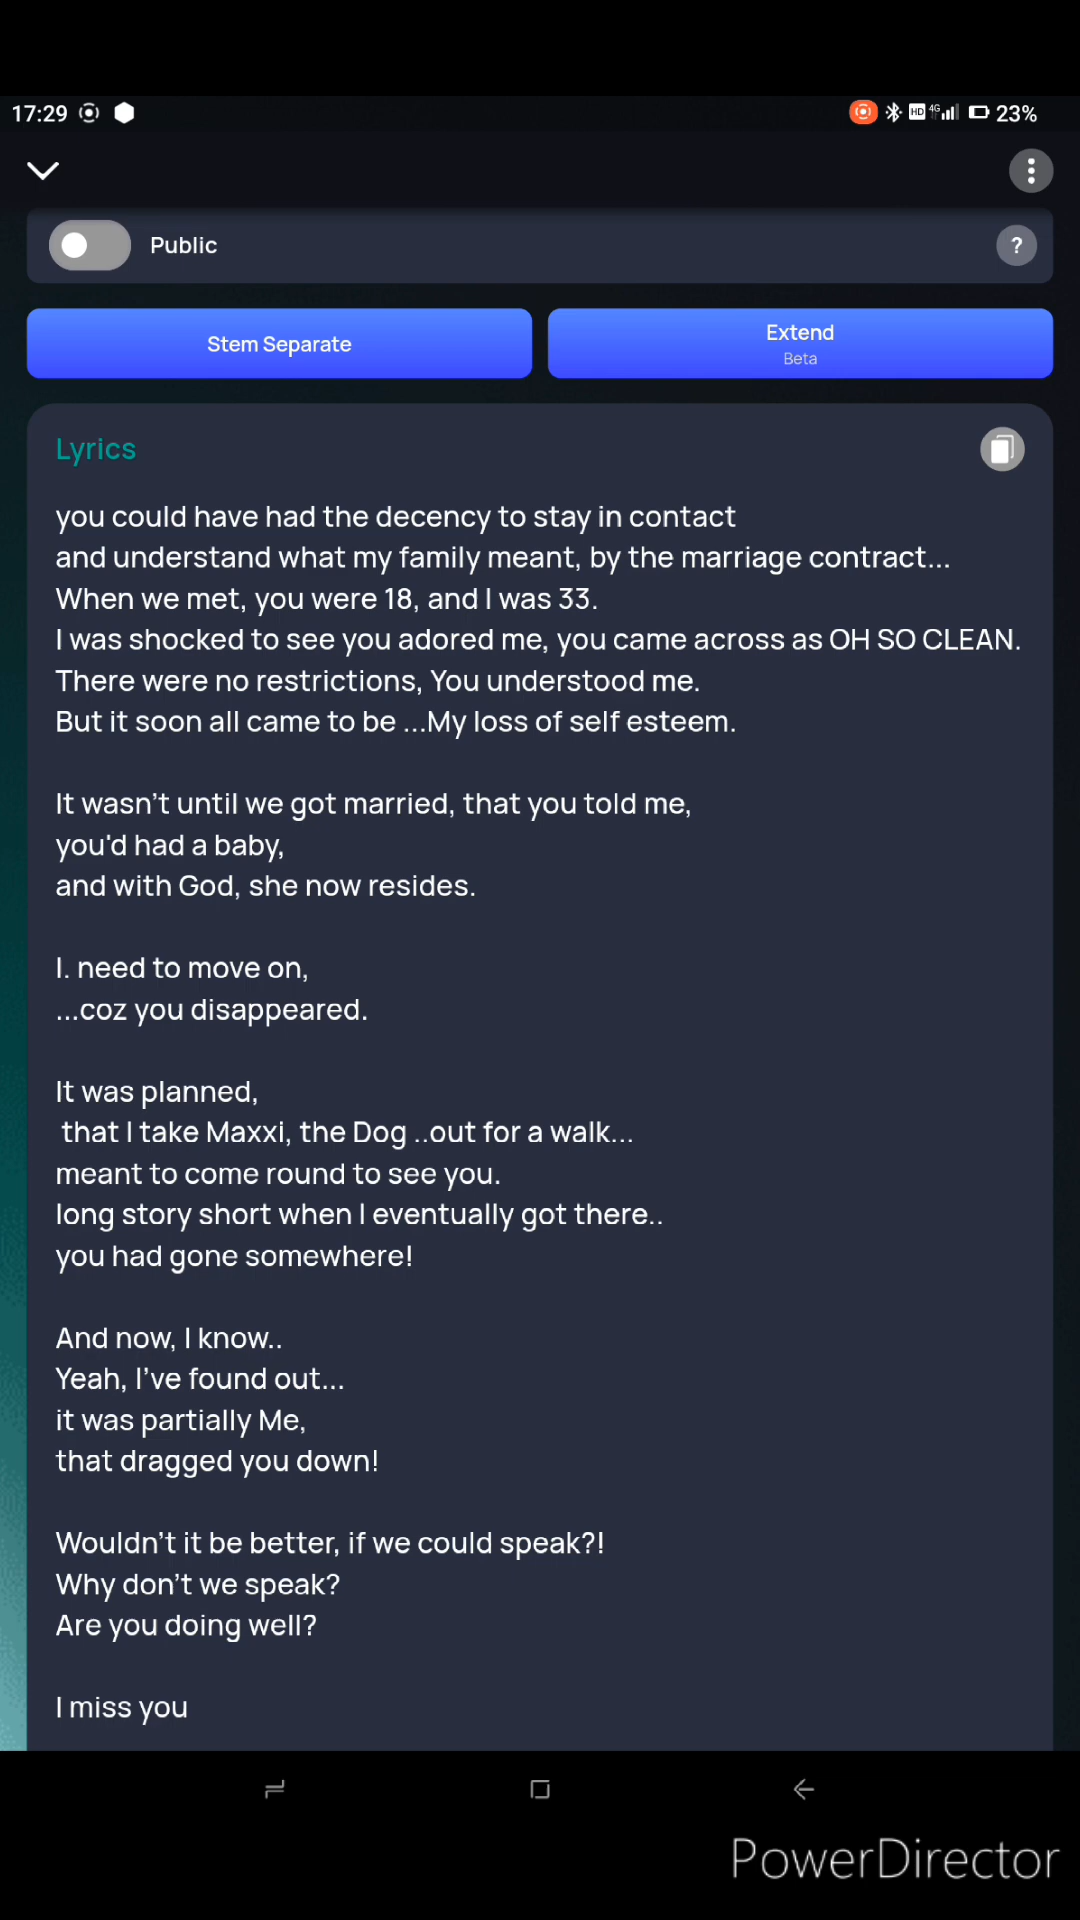 17:29
HD 4G 23%
Public
?
Stem Separate
Extend
Beta
Lyrics
you could have had the decency to stay in contact
and understand what my family meant, by the marriage contract...
When we met, you were 18, and I was 33.
I was shocked to see you adored me, you came across as OH SO CLEAN.
There were no restrictions, You understood me.
But it soon all came to be ...My loss of self esteem.
It wasn't until we got married, that you told me,
you'd had a baby,
and with God, she now resides.
I. need to move on,
...coz you disappeared.
It was planned,
that I take Maxxi, the Dog ..out for a walk...
meant to come round to see you.
long story short when I eventually got there..
you had gone somewhere!
And now, I know..
Yeah, I've found out...
it was partially Me,
that dragged you down!
Wouldn't it be better, if we could speak?!
Why don't we speak?
Are you doing well?
I miss you
PowerDirector